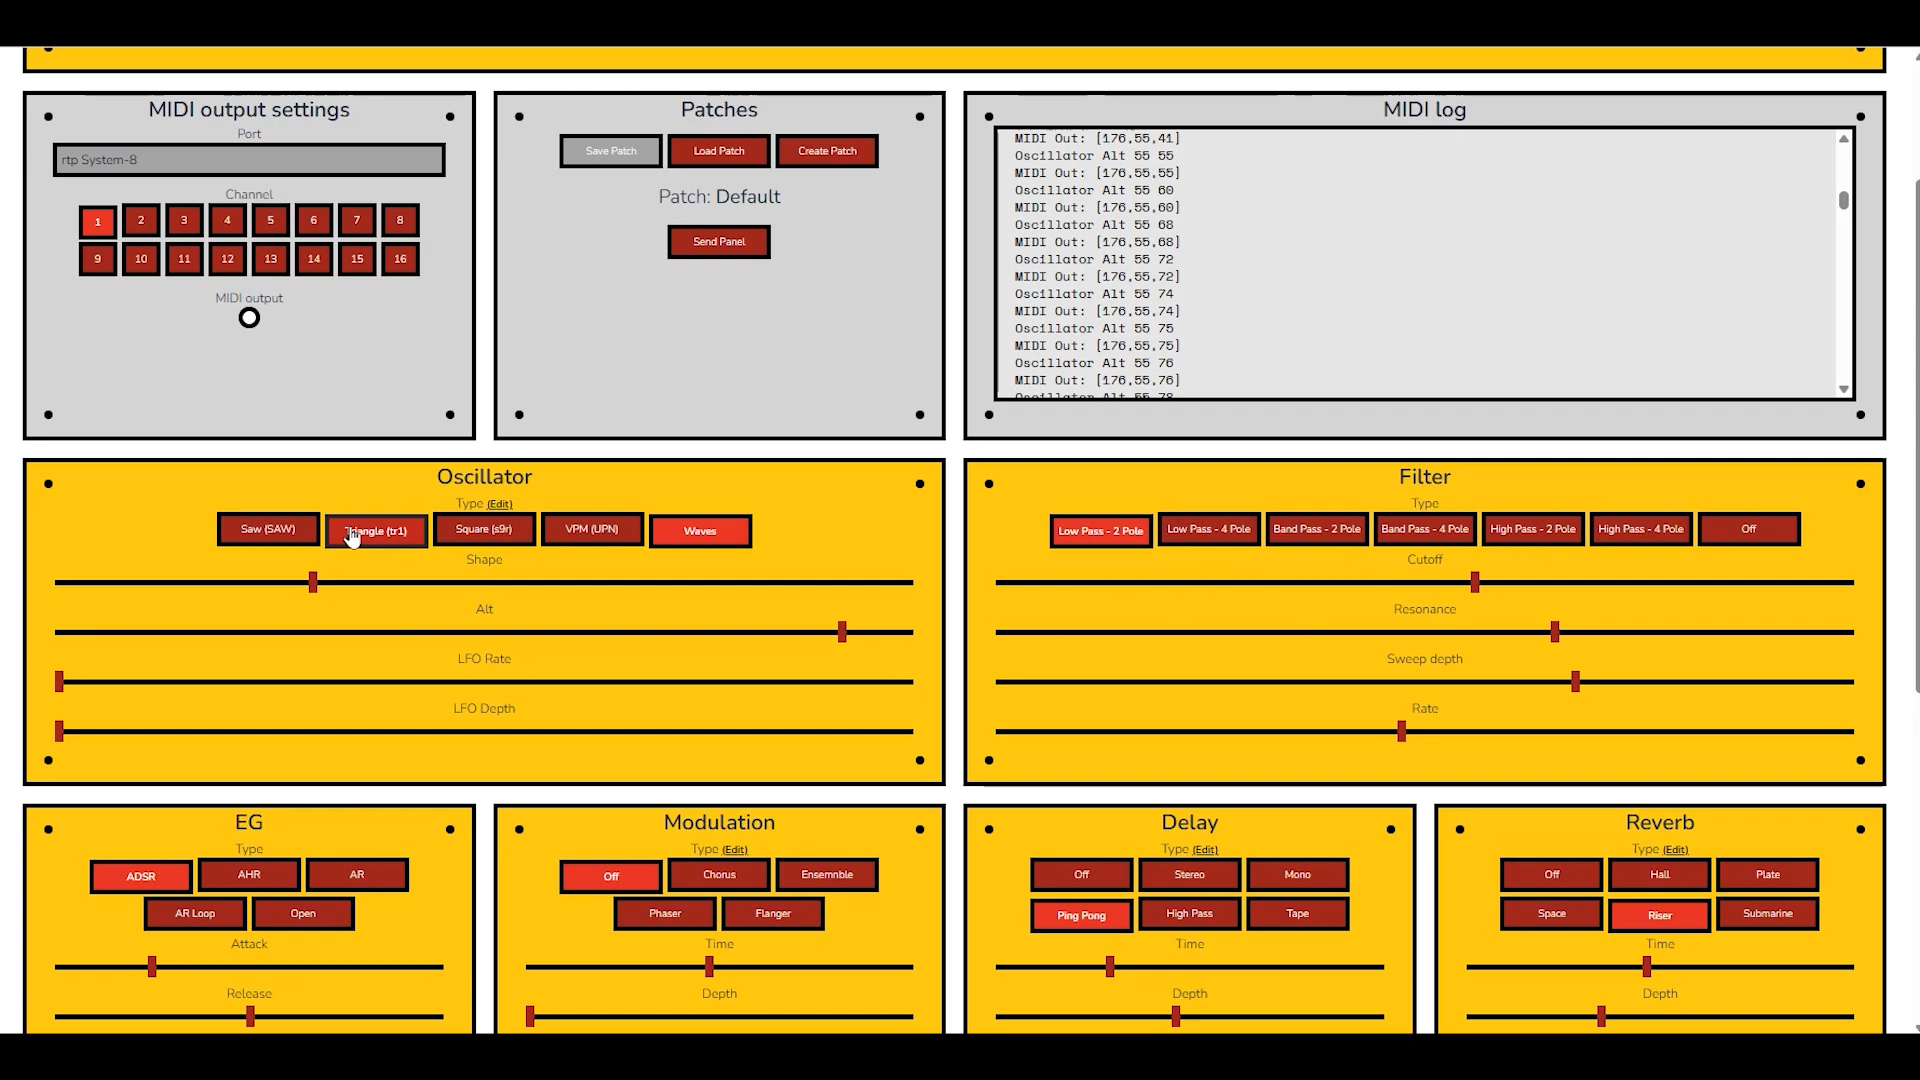 MIDI output settings
Port
rtp System-8
Channel
1 2 3 4 5 6 7 8
9 10 11 12 13 14 15 16
MIDI output
Patches
Save Patch Load Patch Create Patch
Patch: Default
Send Panel
MIDI log
MIDI Out: [176,55,41]
Oscillator Alt 55 55
MIDI Out: [176,55,55]
Oscillator Alt 55 60
MIDI Out: [176,55,60]
Oscillator Alt 55 68
MIDI Out: [176,55,68]
Oscillator Alt 55 72
MIDI Out: [176,55,72]
Oscillator Alt 55 74
MIDI Out: [176,55,74]
Oscillator Alt 55 75
MIDI Out: [176,55,75]
Oscillator Alt 55 76
MIDI Out: [176,55,76]
Oscillator Alt 55 78
Oscillator
Type (Edit)
Saw (SAW) Triangle (tr1) Square (s9r) VPM (UPN) Waves
Shape
Alt
LFO Rate
LFO Depth
Filter
Type
Low Pass - 2 Pole Low Pass - 4 Pole Band Pass - 2 Pole Band Pass - 4 Pole High Pass - 2 Pole High Pass - 4 Pole Off
Cutoff
Resonance
Sweep depth
Rate
EG
Type
ADSR AHR AR
AR Loop Open
Attack
Release
Modulation
Type (Edit)
Off Chorus Ensemnble
Phaser Flanger
Time
Depth
Delay
Type (Edit)
Off Stereo Mono
Ping Pong High Pass Tape
Time
Depth
Reverb
Type (Edit)
Off Hall Plate
Space Riser Submarine
Time
Depth